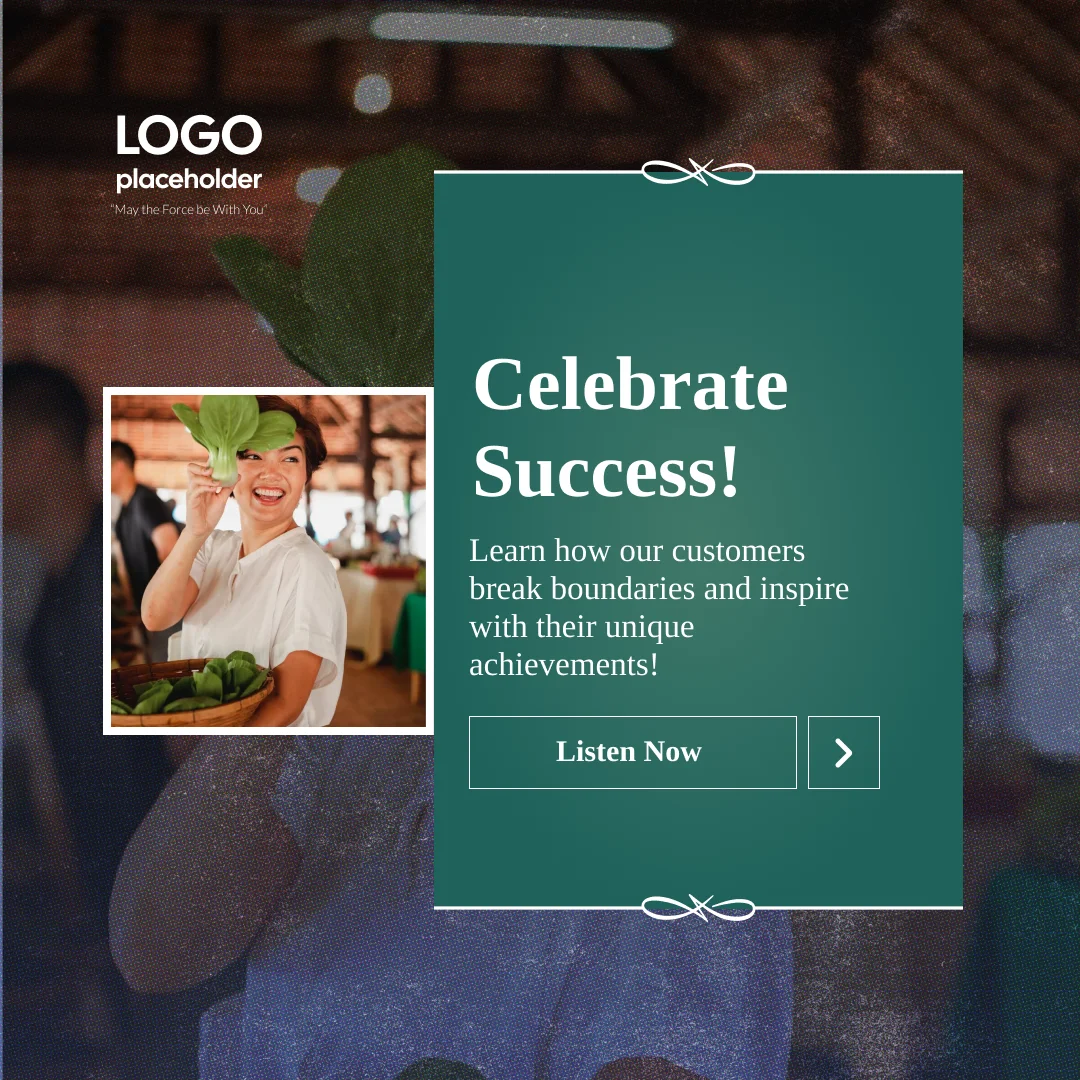 LOGO
placeholder
"May the Force be With You"
Celebrate
Success!
Learn how our customers
break boundaries and inspire
with their unique
achievements!
Listen Now